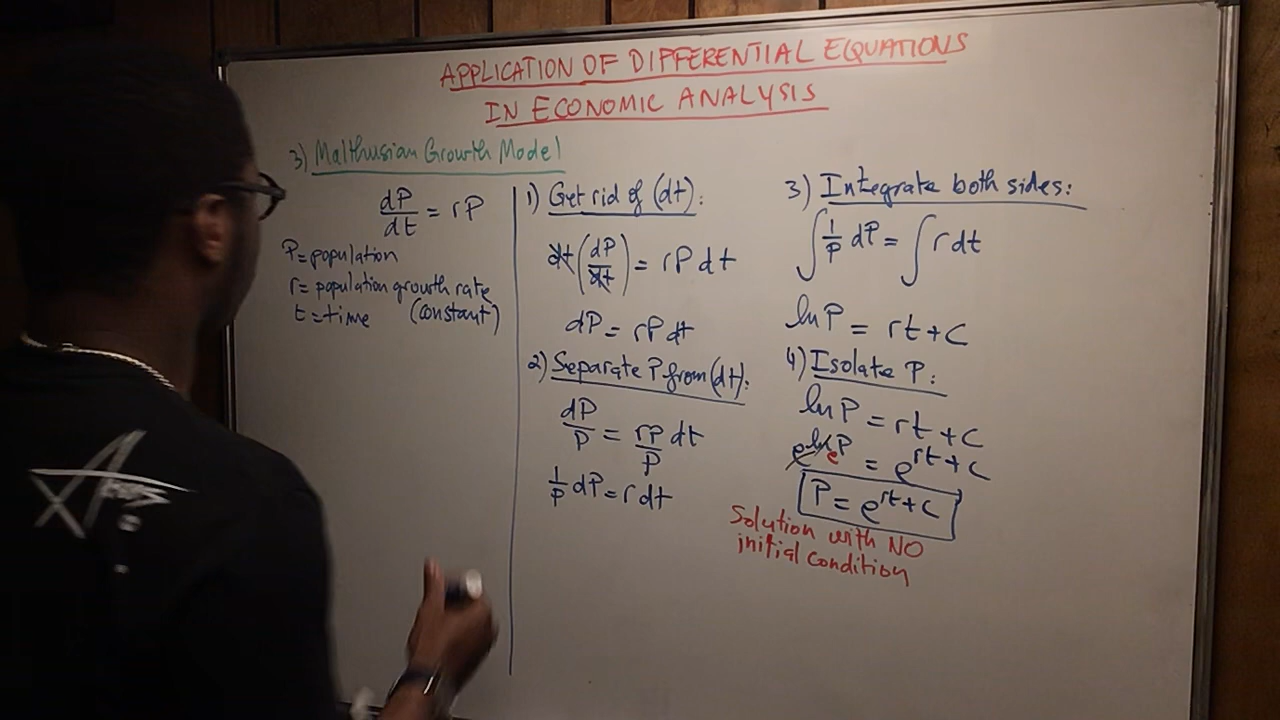 APPLICATION OF DIFFERENTIAL EQUATIONS
IN ECONOMIC ANALYSIS
3) Malthusian Growth Model
dP/dt = rP
P = population
r = population growth rate
(constant)
t = time
1) Get rid of (dt):
dt(dP/dt) = rP dt
dP = rP dt
2) Separate P from (dt):
dP/P = rP/P dt
1/P dP = r dt
3) Integrate both sides:
∫ 1/P dP = ∫ r dt
ln P = rt + C
4) Isolate P:
ln P = rt + C
e^ln P = e^rt + C
P = e^rt + C
Solution with NO
initial condition